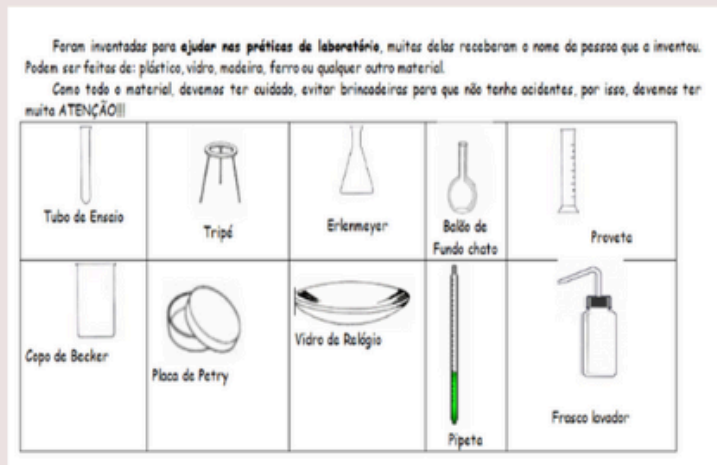 Foram inventadas para ajudar nas práticas de laboratório, muitas delas receberam o nome da pessoa que a inventou.
Podem ser feitas de: plástico, vidro, madeira, ferro ou qualquer outro material.
Como todo o material, devemos ter cuidado, evitar brincadeiras para que não tenha acidentes, por isso, devemos ter
muita ATENÇÃO!!!
Tubo de Ensaio
Tripé
Erlenmeyer
Balão de
Fundo chato
Proveta
Copo de Becker
Placa de Petry
Vidro de Relógio
Pipeta
Frasco lavador